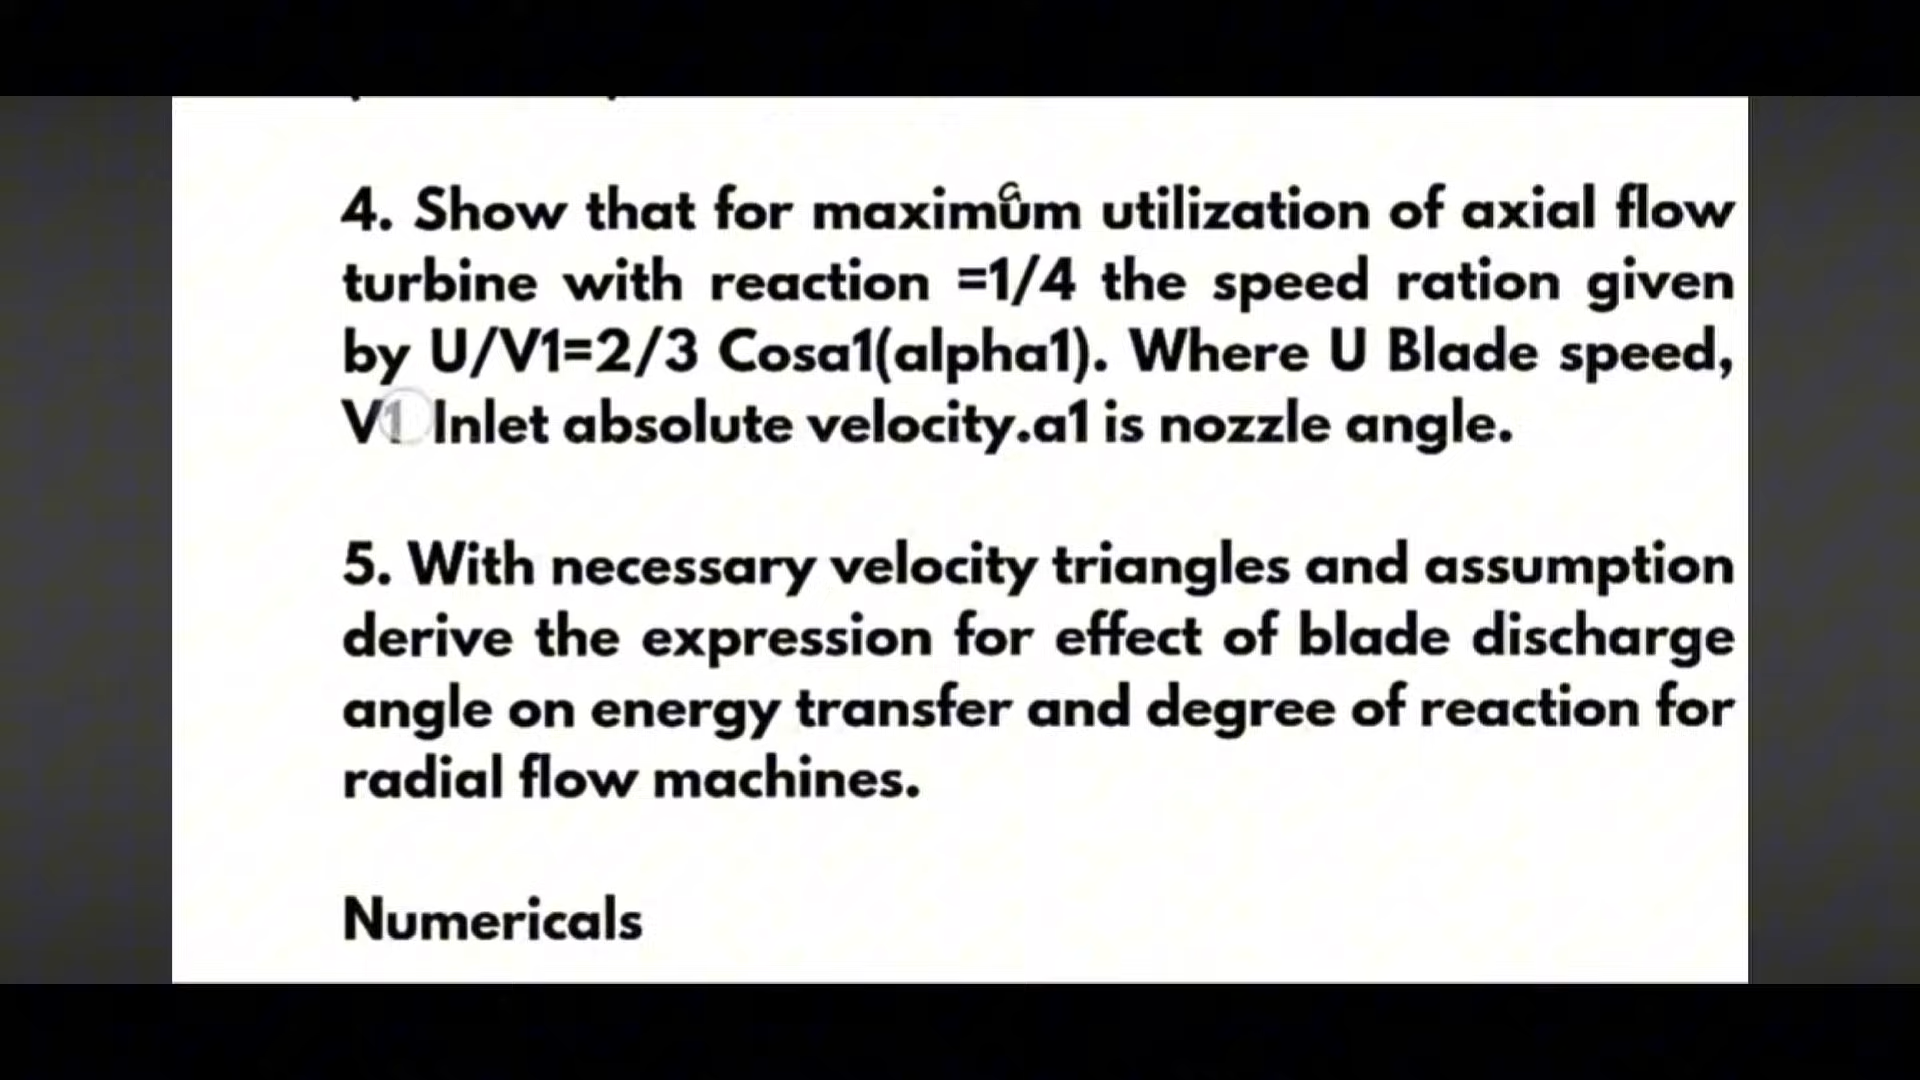 4. Show that for maximum utilization of axial flow
turbine with reaction =1/4 the speed ration given
by U/V1=2/3 Cosa1(alpha1). Where U Blade speed,
V1 Inlet absolute velocity.a1 is nozzle angle.
5. With necessary velocity triangles and assumption
derive the expression for effect of blade discharge
angle on energy transfer and degree of reaction for
radial flow machines.
Numericals